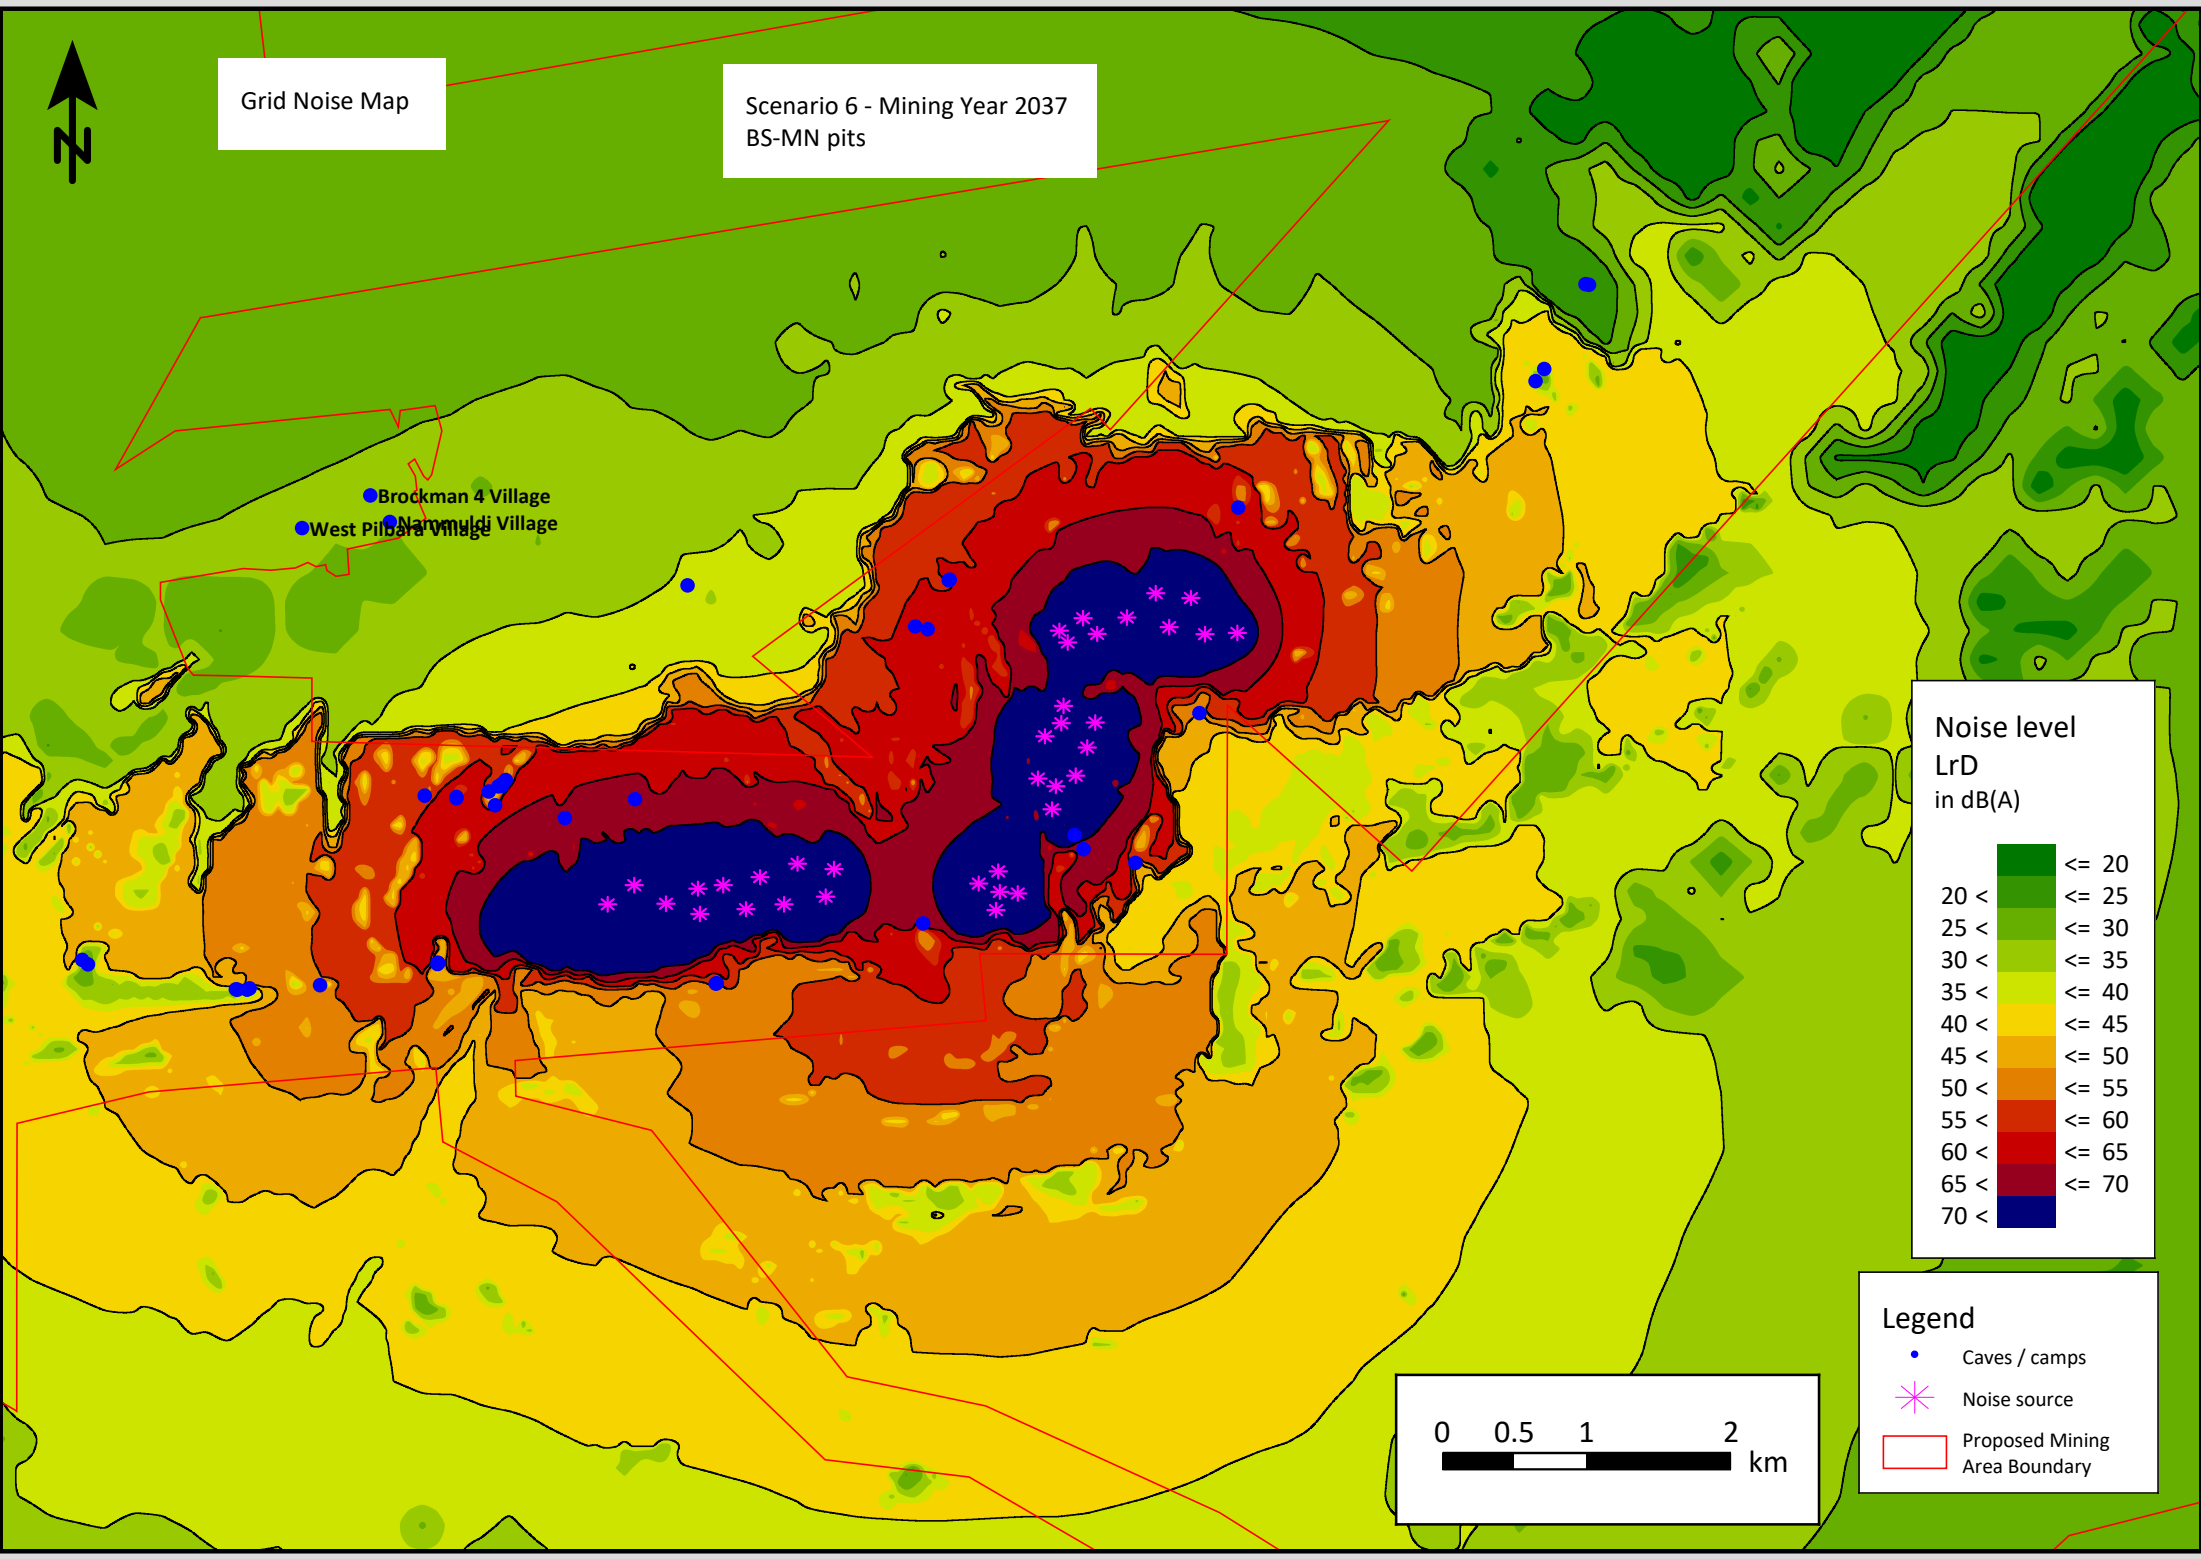 N
Grid Noise Map
Scenario 6 - Mining Year 2037
BS-MN pits
Brockman 4 Village
Nammuldi Village
West Pilbara Village
Noise level
LrD
in dB(A)
<= 20
20 < <= 25
25 < <= 30
30 < <= 35
35 < <= 40
40 < <= 45
45 < <= 50
50 < <= 55
55 < <= 60
60 < <= 65
65 < <= 70
70 <
Legend
Caves / camps
Noise source
Proposed Mining
Area Boundary
0 0.5 1 2
km